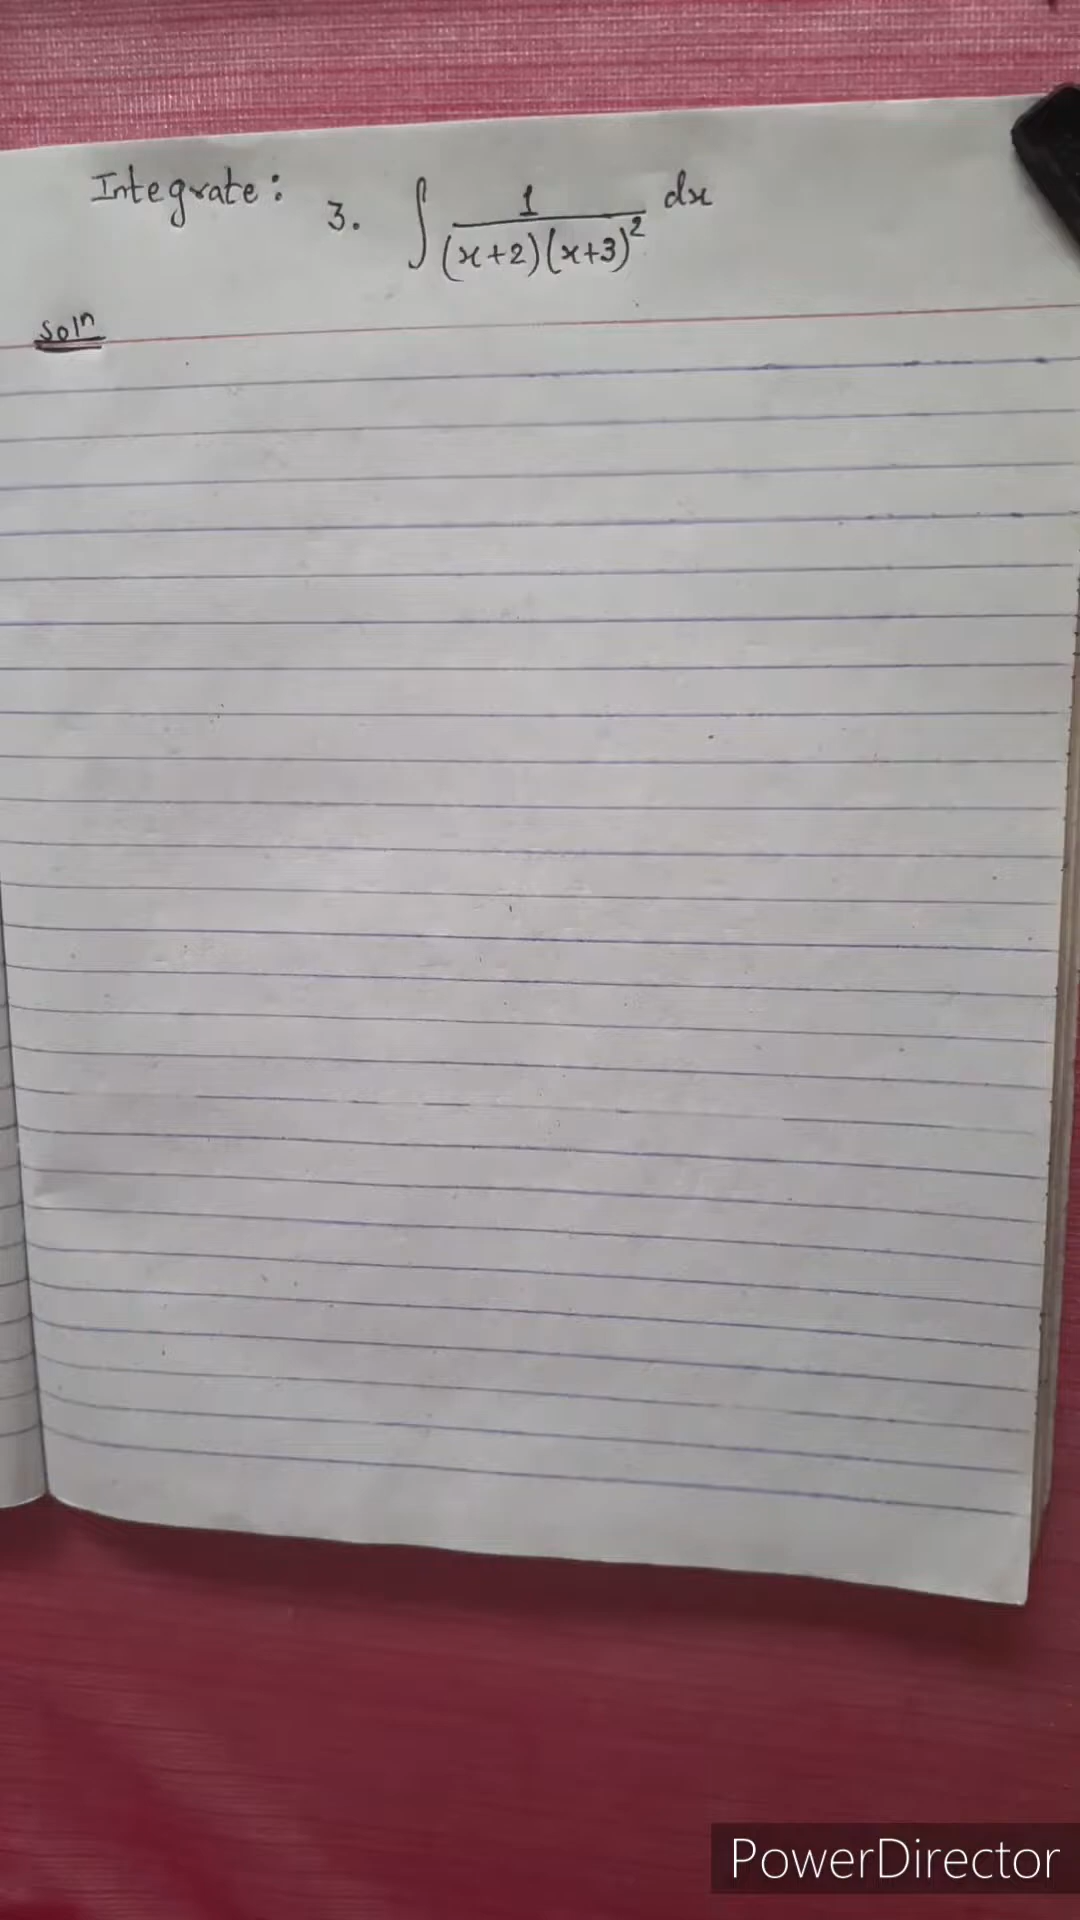 Integrate: 3. ∫ 1/((x+2)(x+3)²) dx
Solⁿ
PowerDirector